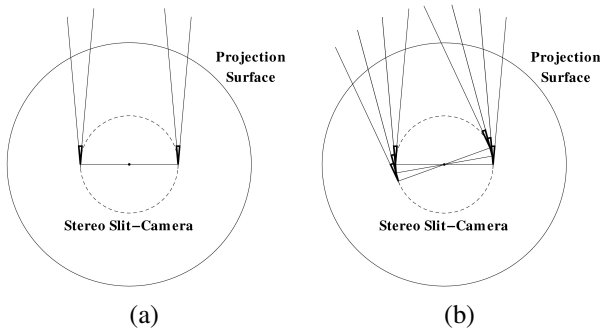 Projection
Surface
Stereo Slit−Camera
(a)
Projection
Surface
Stereo Slit−Camera
(b)